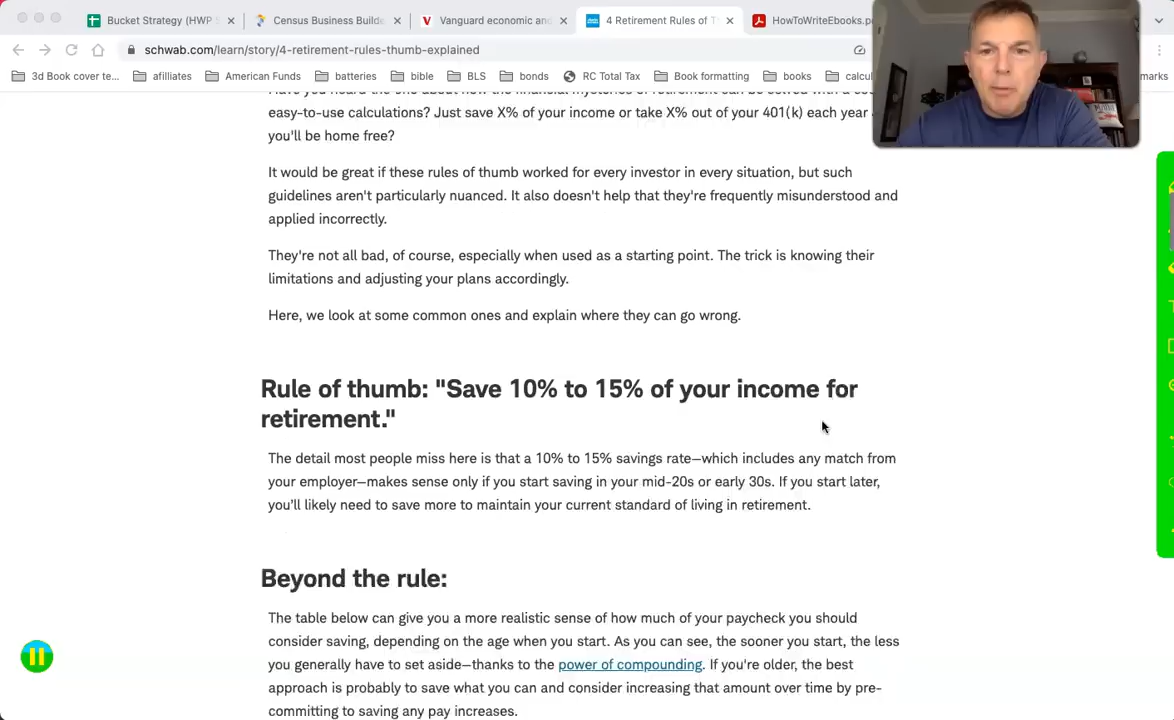 Bucket Strategy (HWP
Census Business Builde
Vanguard economic an
4 Retirement Rules of T
HowToWriteEbooks.p
schwab.com/learn/story/4-retirement-rules-thumb-explained
3d Book cover te...
afilliates
American Funds
batteries
bible
BLS
bonds
RC Total Tax
Book formatting
books
calcul
marks
easy-to-use calculations? Just save X% of your income or take X% out of your 401(k) each year
you'll be home free?
It would be great if these rules of thumb worked for every investor in every situation, but such
guidelines aren't particularly nuanced. It also doesn't help that they're frequently misunderstood and
applied incorrectly.
They're not all bad, of course, especially when used as a starting point. The trick is knowing their
limitations and adjusting your plans accordingly.
Here, we look at some common ones and explain where they can go wrong.
Rule of thumb: "Save 10% to 15% of your income for
retirement."
The detail most people miss here is that a 10% to 15% savings rate—which includes any match from
your employer—makes sense only if you start saving in your mid-20s or early 30s. If you start later,
you'll likely need to save more to maintain your current standard of living in retirement.
Beyond the rule:
The table below can give you a more realistic sense of how much of your paycheck you should
consider saving, depending on the age when you start. As you can see, the sooner you start, the less
you generally have to set aside—thanks to the power of compounding. If you're older, the best
approach is probably to save what you can and consider increasing that amount over time by pre-
committing to saving any pay increases.